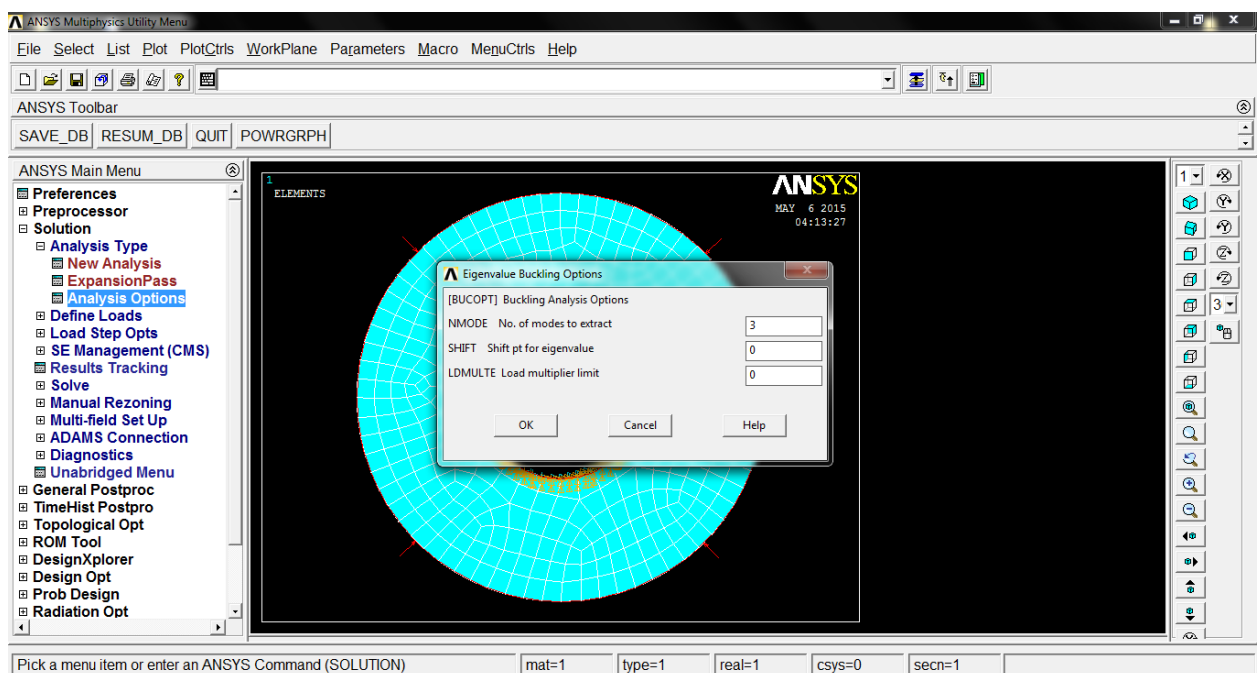 ANSYS Multiphysics Utility Menu
File Select List Plot PlotCtrls WorkPlane Parameters Macro MenuCtrls Help
ANSYS Toolbar
SAVE_DB RESUM_DB QUIT POWRGRPH
ANSYS Main Menu
Preferences
Preprocessor
Solution
Analysis Type
New Analysis
ExpansionPass
Analysis Options
Define Loads
Load Step Opts
SE Management (CMS)
Results Tracking
Solve
Manual Rezoning
Multi-field Set Up
ADAMS Connection
Diagnostics
Unabridged Menu
General Postproc
TimeHist Postpro
Topological Opt
ROM Tool
DesignXplorer
Design Opt
Prob Design
Radiation Opt
1
ELEMENTS
ANSYS
MAY 6 2015
04:13:27
Eigenvalue Buckling Options
[BUCOPT] Buckling Analysis Options
NMODE No. of modes to extract 3
SHIFT Shift pt for eigenvalue 0
LDMULTE Load multiplier limit 0
OK Cancel Help
1
3
Pick a menu item or enter an ANSYS Command (SOLUTION) mat=1 type=1 real=1 csys=0 secn=1